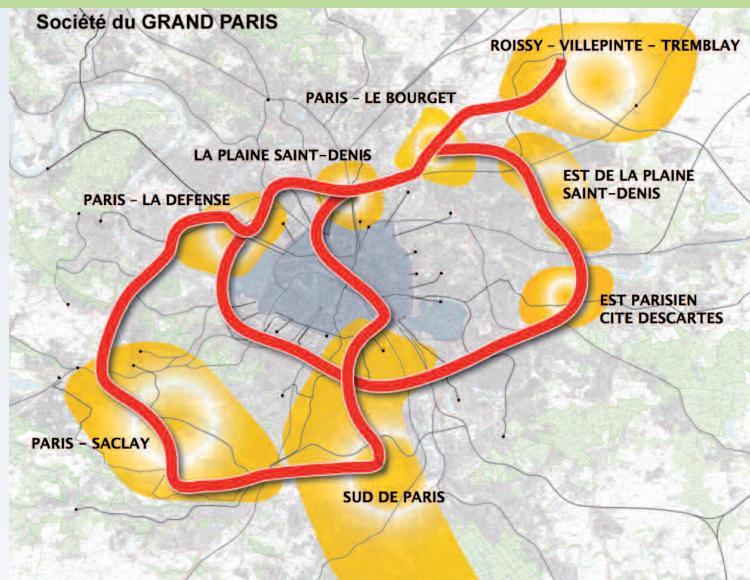 Société du GRAND PARIS
ROISSY – VILLEPINTE – TREMBLAY
PARIS – LE BOURGET
LA PLAINE SAINT-DENIS
EST DE LA PLAINE
SAINT-DENIS
PARIS – LA DEFENSE
EST PARISIEN
CITE DESCARTES
PARIS – SACLAY
SUD DE PARIS